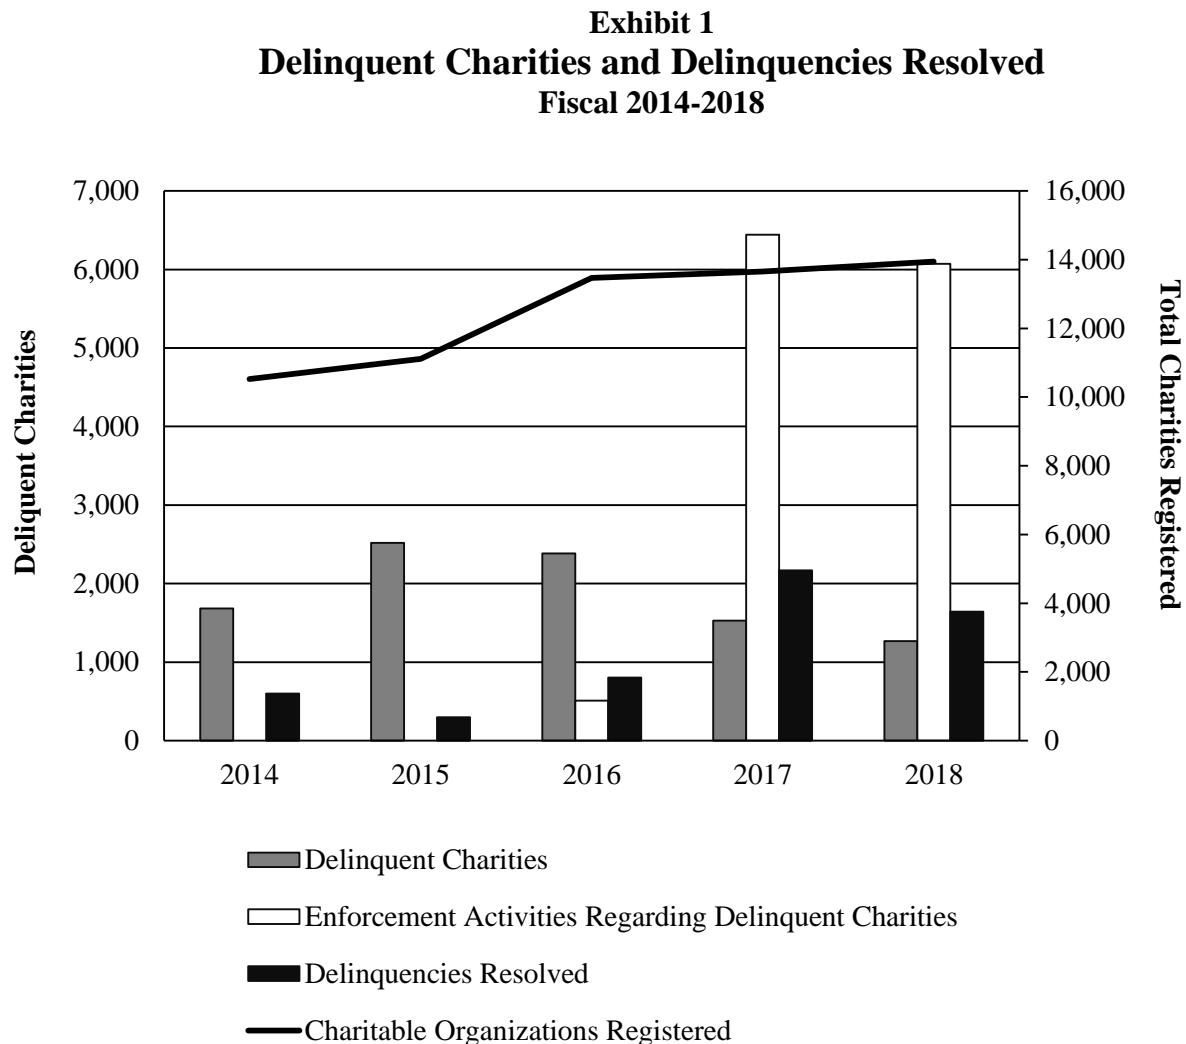 Exhibit 1
Delinquent Charities and Delinquencies Resolved
Fiscal 2014-2018
7,000
6,000
5,000
4,000
3,000
2,000
1,000
0
Deliquent Charities
16,000
14,000
12,000
10,000
8,000
6,000
4,000
2,000
0
Total Charities Registered
2014
2015
2016
2017
2018
Delinquent Charities
Enforcement Activities Regarding Delinquent Charities
Delinquencies Resolved
Charitable Organizations Registered